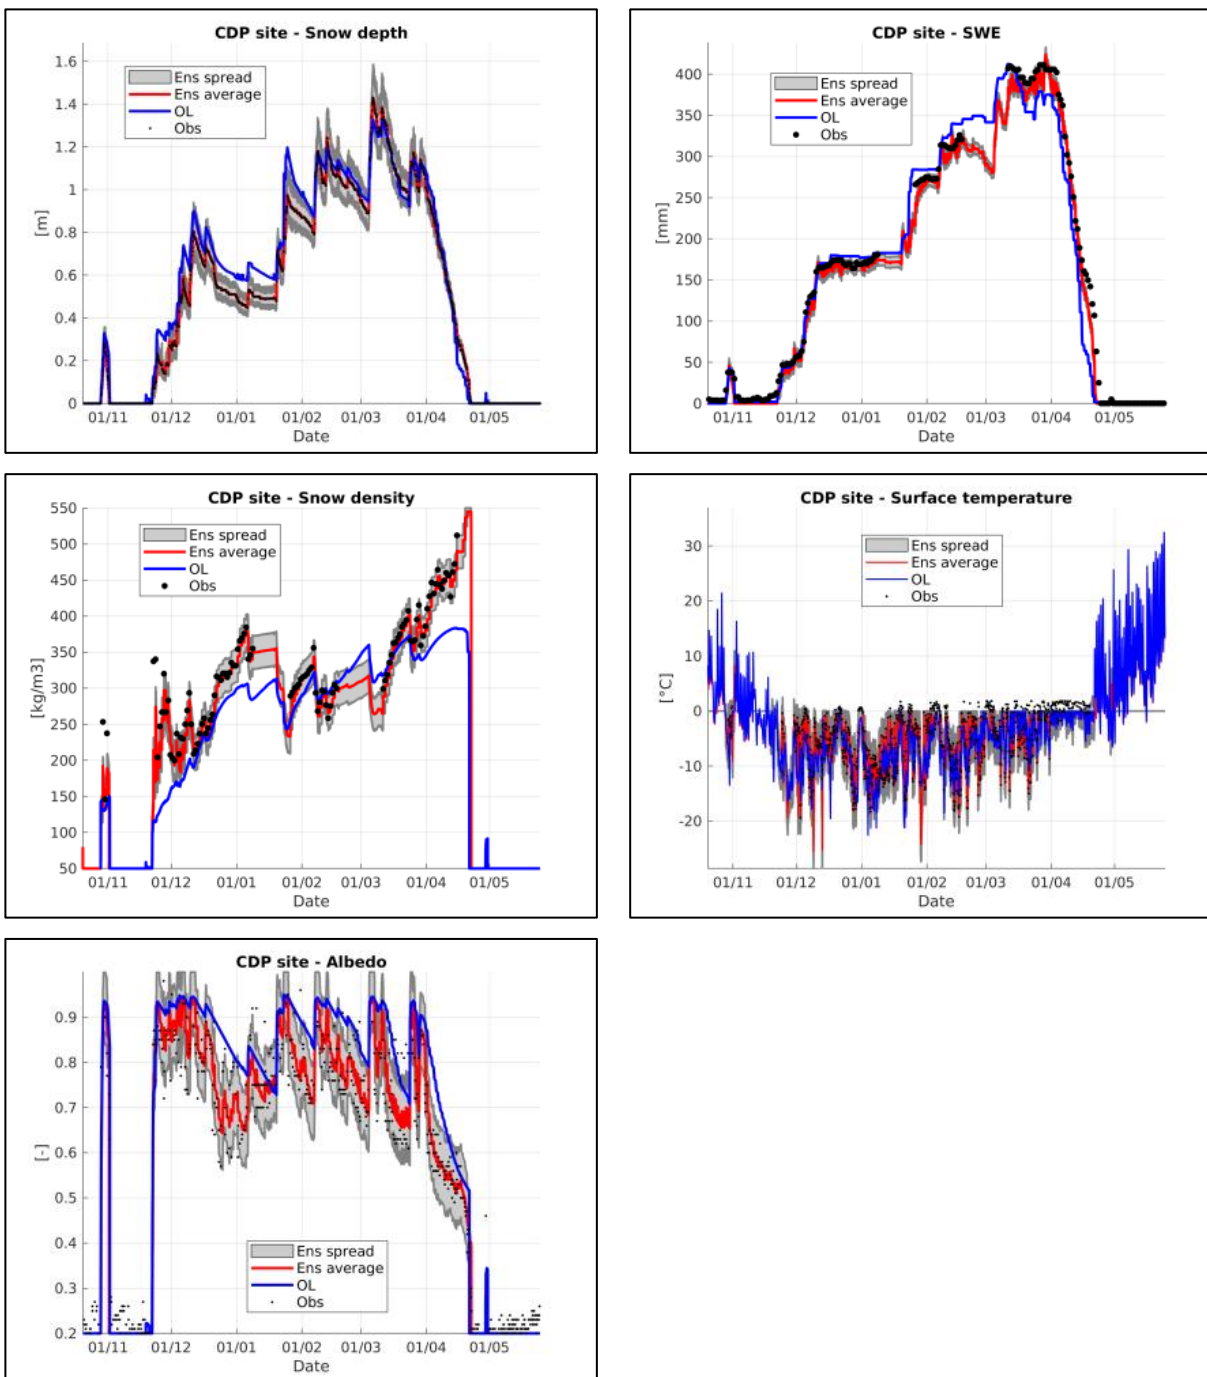 CDP site - Snow depth
1.6
1.4
1.2
1
0.8
0.6
0.4
0.2
0
[m]
Ens spread
Ens average
OL
Obs
01/11 01/12 01/01 01/02 01/03 01/04 01/05
Date
CDP site - SWE
400
350
300
250
200
150
100
50
0
[mm]
Ens spread
Ens average
OL
Obs
01/11 01/12 01/01 01/02 01/03 01/04 01/05
Date
CDP site - Snow density
550
500
450
400
350
300
250
200
150
100
50
[kg/m3]
Ens spread
Ens average
OL
Obs
01/11 01/12 01/01 01/02 01/03 01/04 01/05
Date
CDP site - Surface temperature
30
20
10
0
-10
-20
[°C]
Ens spread
Ens average
OL
Obs
01/11 01/12 01/01 01/02 01/03 01/04 01/05
Date
CDP site - Albedo
0.9
0.8
0.7
0.6
0.5
0.4
0.3
0.2
[-]
Ens spread
Ens average
OL
Obs
01/11 01/12 01/01 01/02 01/03 01/04 01/05
Date